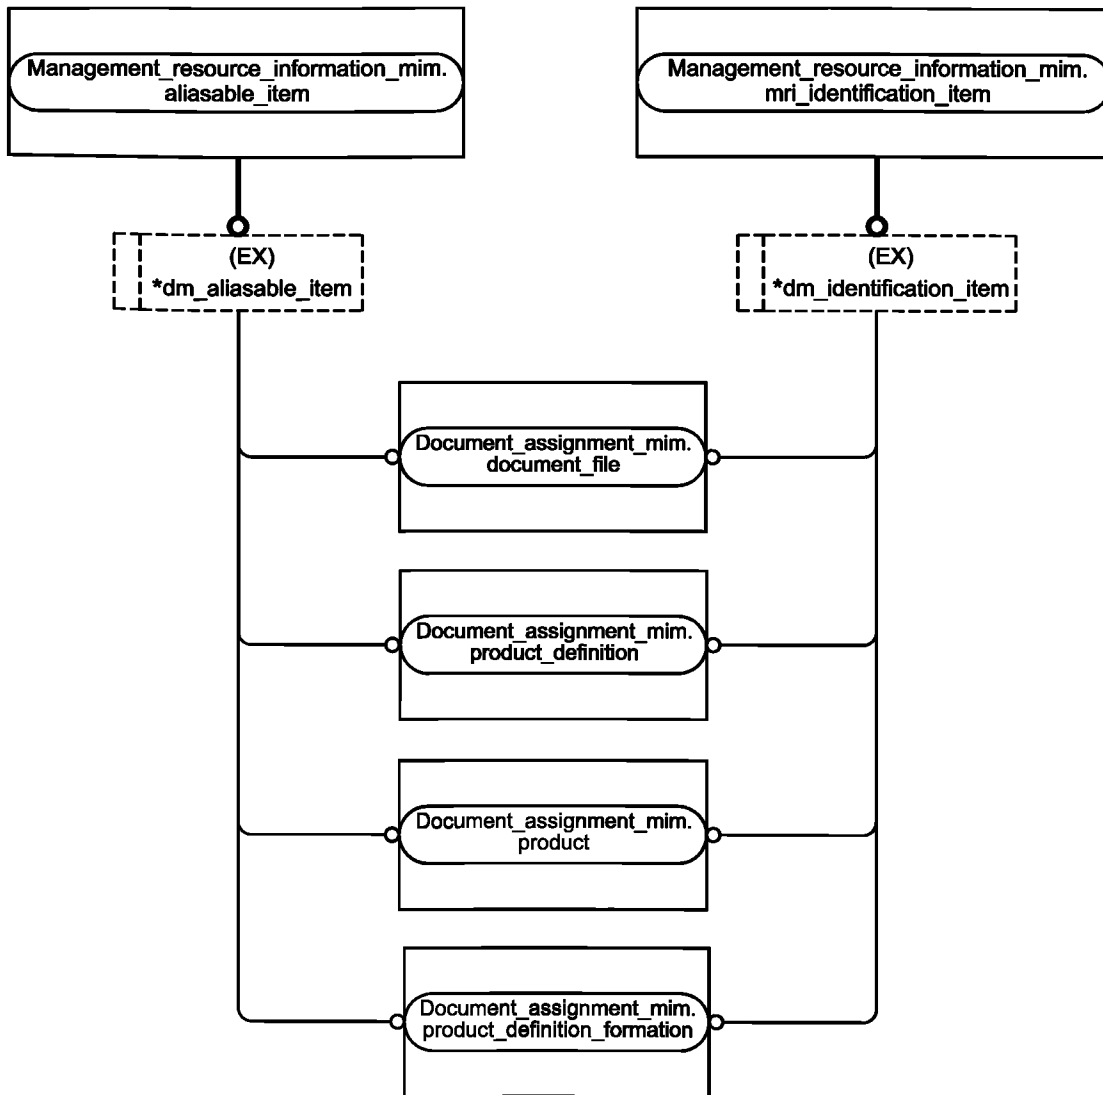 Management_resource_information_mim.
aliasable_item
Management_resource_information_mim.
mri_identification_item
(EX)
*dm_aliasable_item
(EX)
*dm_identification_item
Document_assignment_mim.
document_file
Document_assignment_mim.
product_definition
Document_assignment_mim.
product
Document_assignment_mim.
product_definition_formation